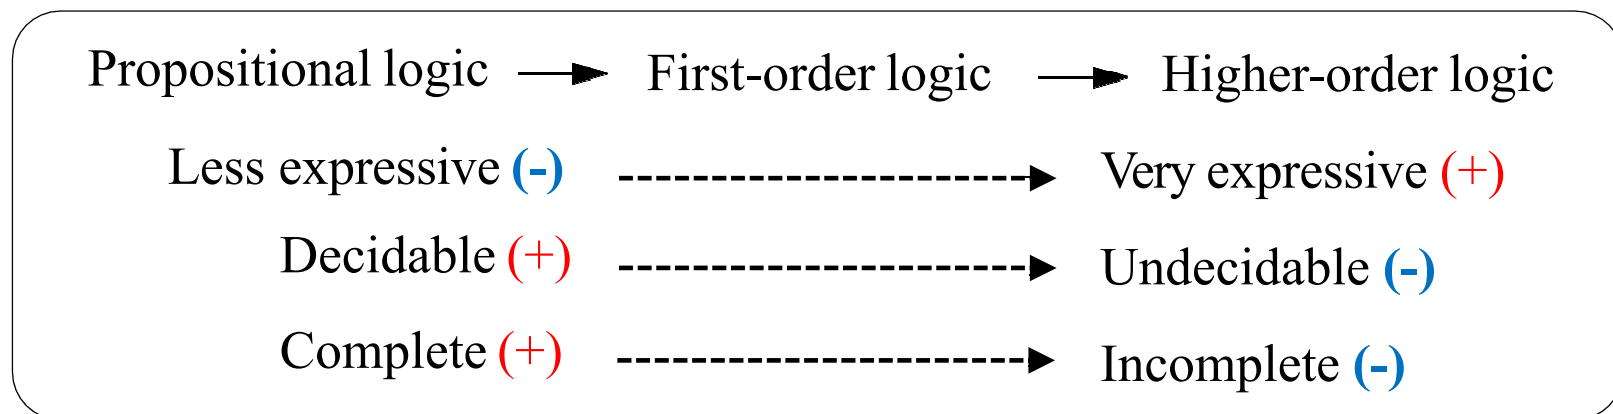 Propositional logic First-order logic Higher-order logic
Less expressive (-) Very expressive (+)
Decidable (+) Undecidable (-)
Complete (+) Incomplete (-)